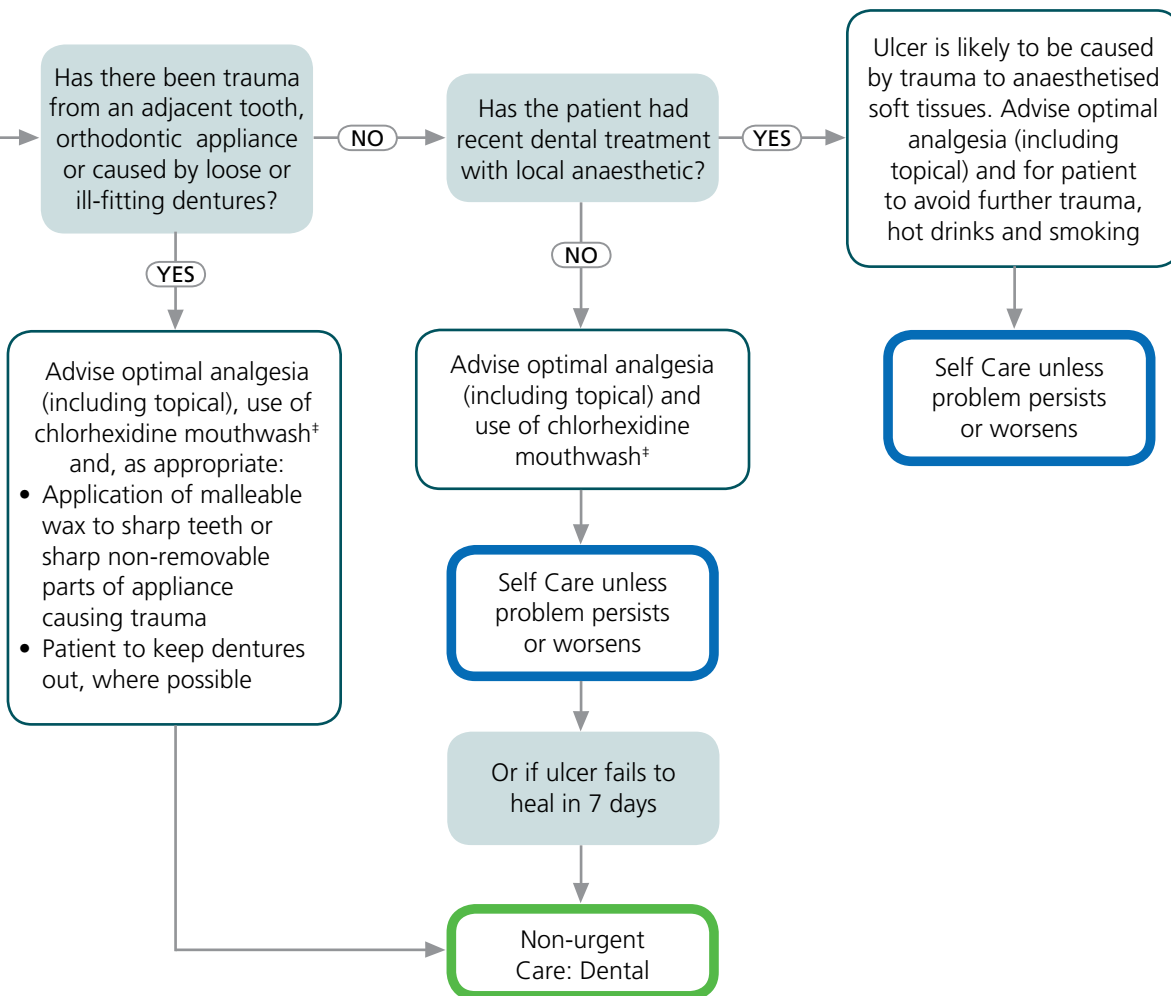 Has there been trauma
from an adjacent tooth,
orthodontic appliance
or caused by loose or
ill-fitting dentures?
NO
Has the patient had
recent dental treatment
with local anaesthetic?
YES
Ulcer is likely to be caused
by trauma to anaesthetised
soft tissues. Advise optimal
analgesia (including
topical) and for patient
to avoid further trauma,
hot drinks and smoking
YES
NO
Advise optimal analgesia
(including topical), use of
chlorhexidine mouthwash‡
and, as appropriate:
• Application of malleable
wax to sharp teeth or
sharp non-removable
parts of appliance
causing trauma
• Patient to keep dentures
out, where possible
Advise optimal analgesia
(including topical) and
use of chlorhexidine
mouthwash‡
Self Care unless
problem persists
or worsens
Self Care unless
problem persists
or worsens
Or if ulcer fails to
heal in 7 days
Non-urgent
Care: Dental